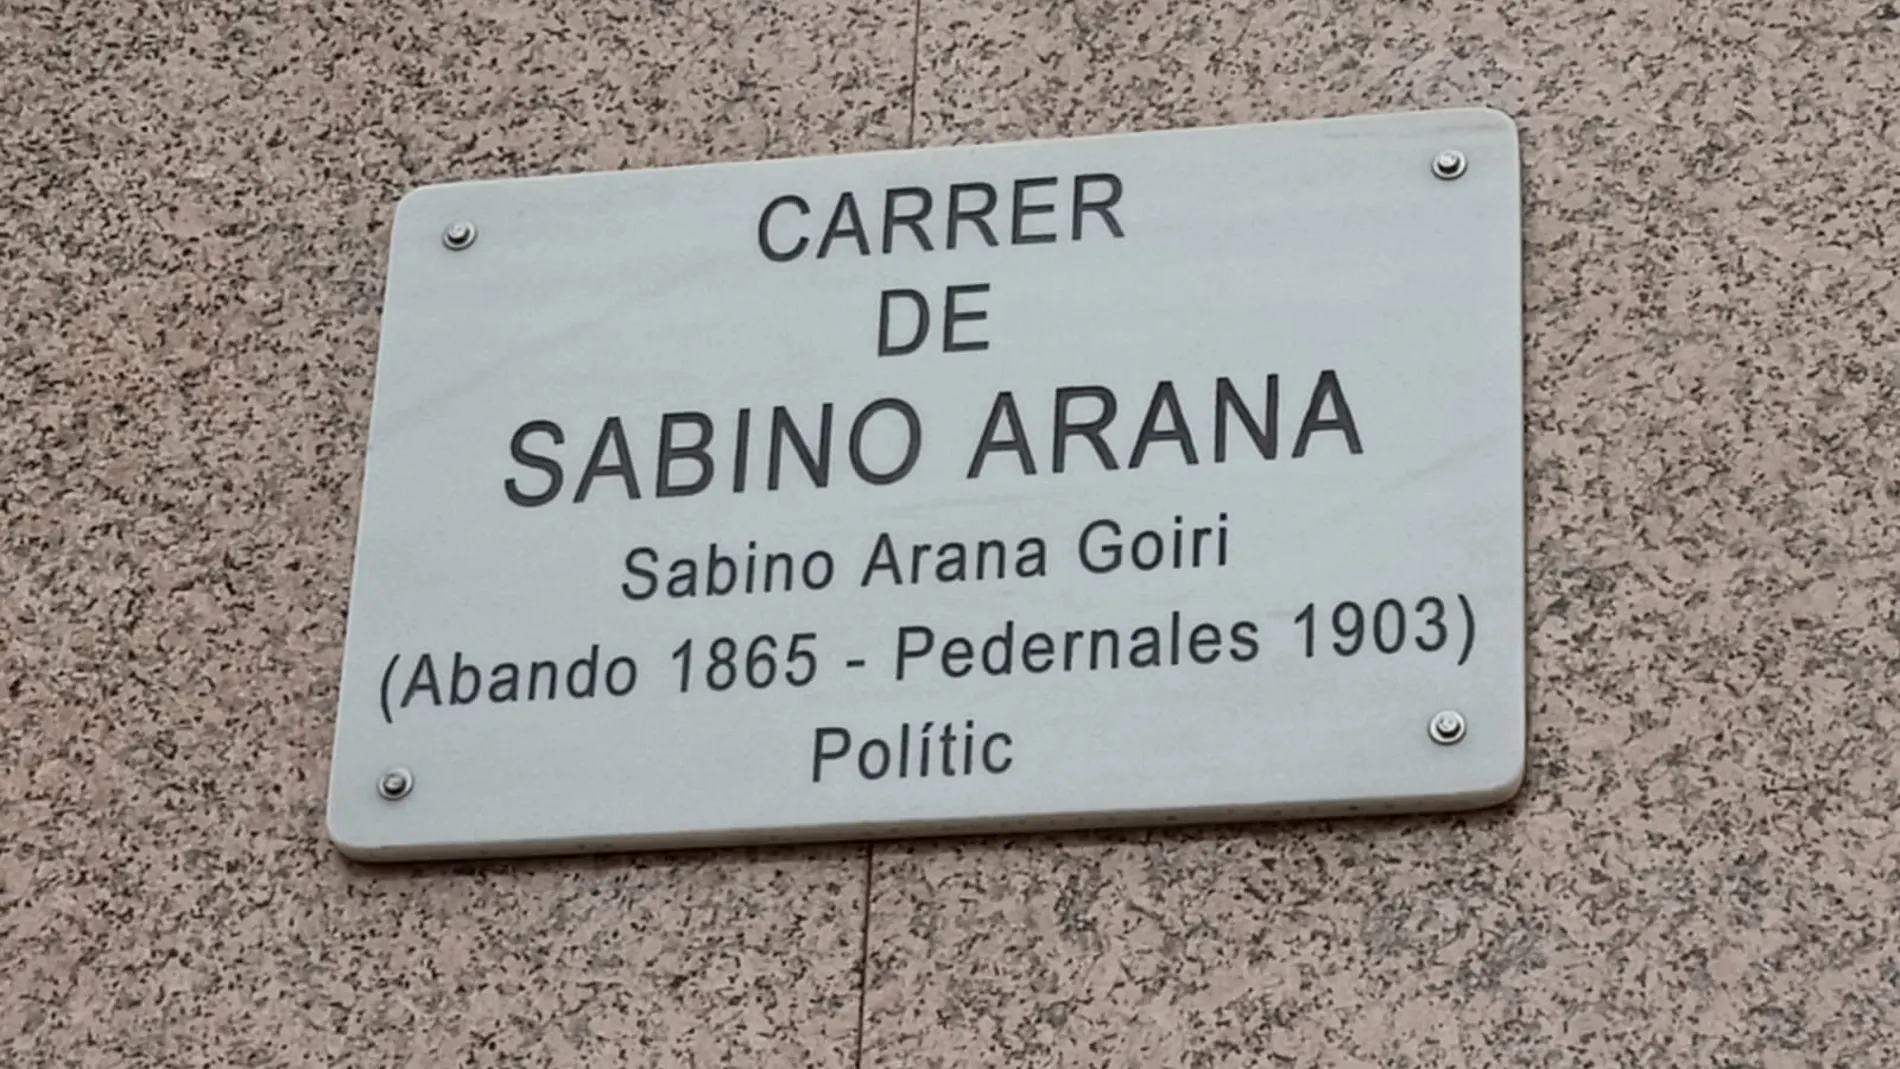 CARRER
DE
SABINO ARANA
Sabino Arana Goiri
(Abando 1865 - Pedernales 1903)
Polític